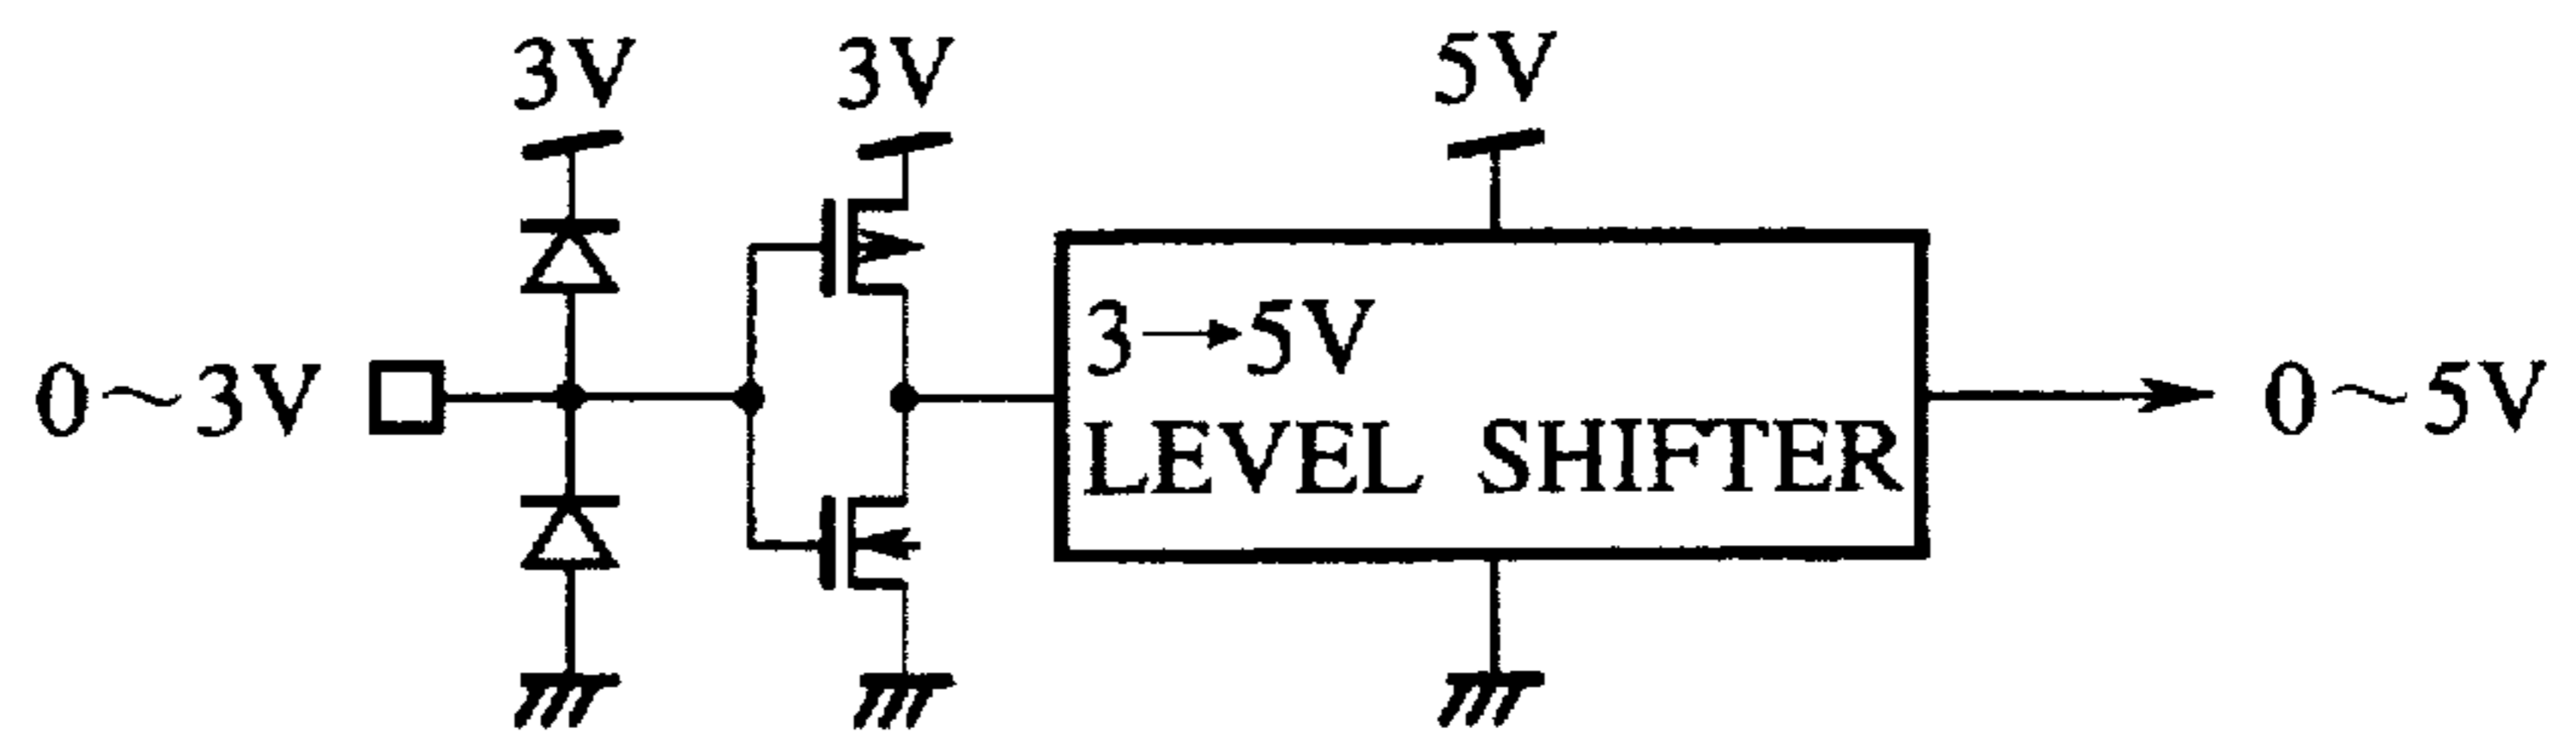 3V
3V
5V
0~3V
3→5V
LEVEL SHIFTER
0~5V